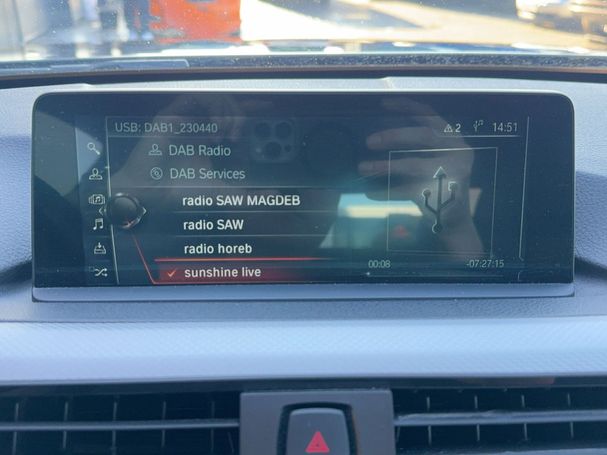 USB: DAB1_230440
2 14:51
DAB Radio
DAB Services
radio SAW MAGDEB
radio SAW
radio horeb
sunshine live
00:08 -07:27:15